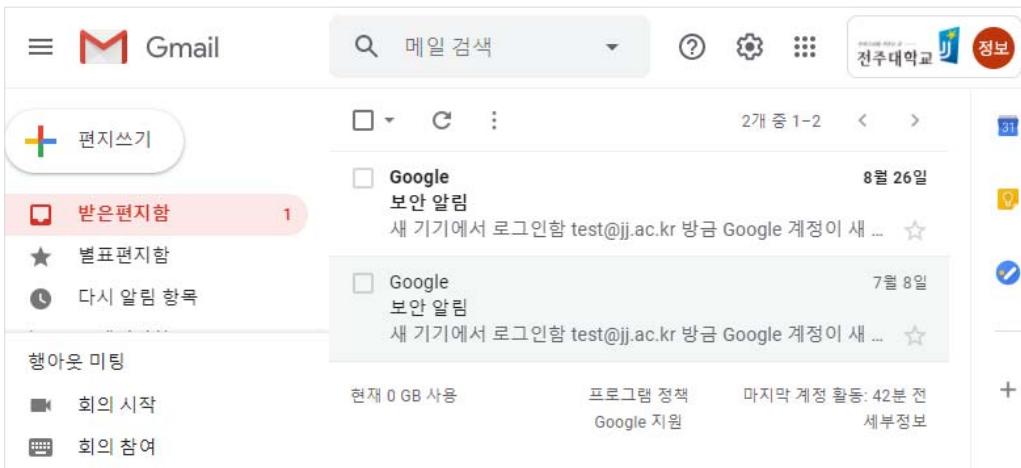 Gmail
메일 검색
전주대학교
정보
편지쓰기
2개 중 1-2
31
받은편지함 1
별표편지함
다시 알림 항목
Google 8월 26일
보안 알림
새 기기에서 로그인함 test@jj.ac.kr 방금 Google 계정이 새 ...
Google 7월 8일
보안 알림
새 기기에서 로그인함 test@jj.ac.kr 방금 Google 계정이 새 ...
행아웃 미팅
회의 시작
회의 참여
현재 0 GB 사용
프로그램 정책
Google 지원
마지막 계정 활동: 42분 전
세부정보